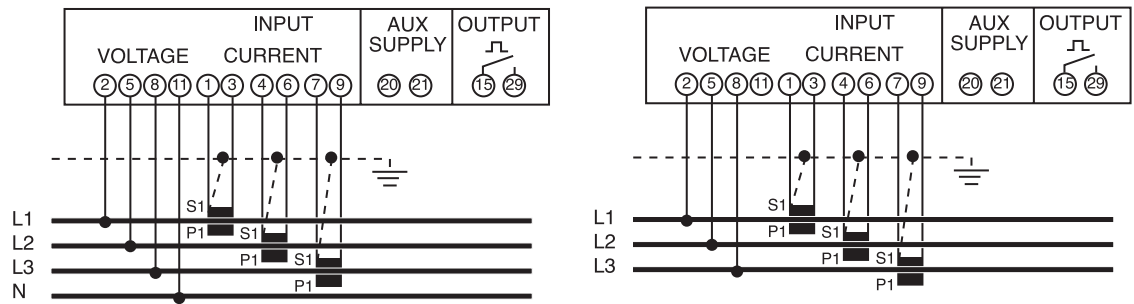 INPUT
AUX SUPPLY
OUTPUT
VOLTAGE
CURRENT
2 5 8 11 1 3 4 6 7 9 20 21 15 29
S1
L1
P1 S1
L2
P1 S1
L3
P1
N
INPUT
AUX SUPPLY
OUTPUT
VOLTAGE
CURRENT
2 5 8 11 1 3 4 6 7 9 20 21 15 29
S1
L1
P1 S1
L2
P1 S1
L3
P1